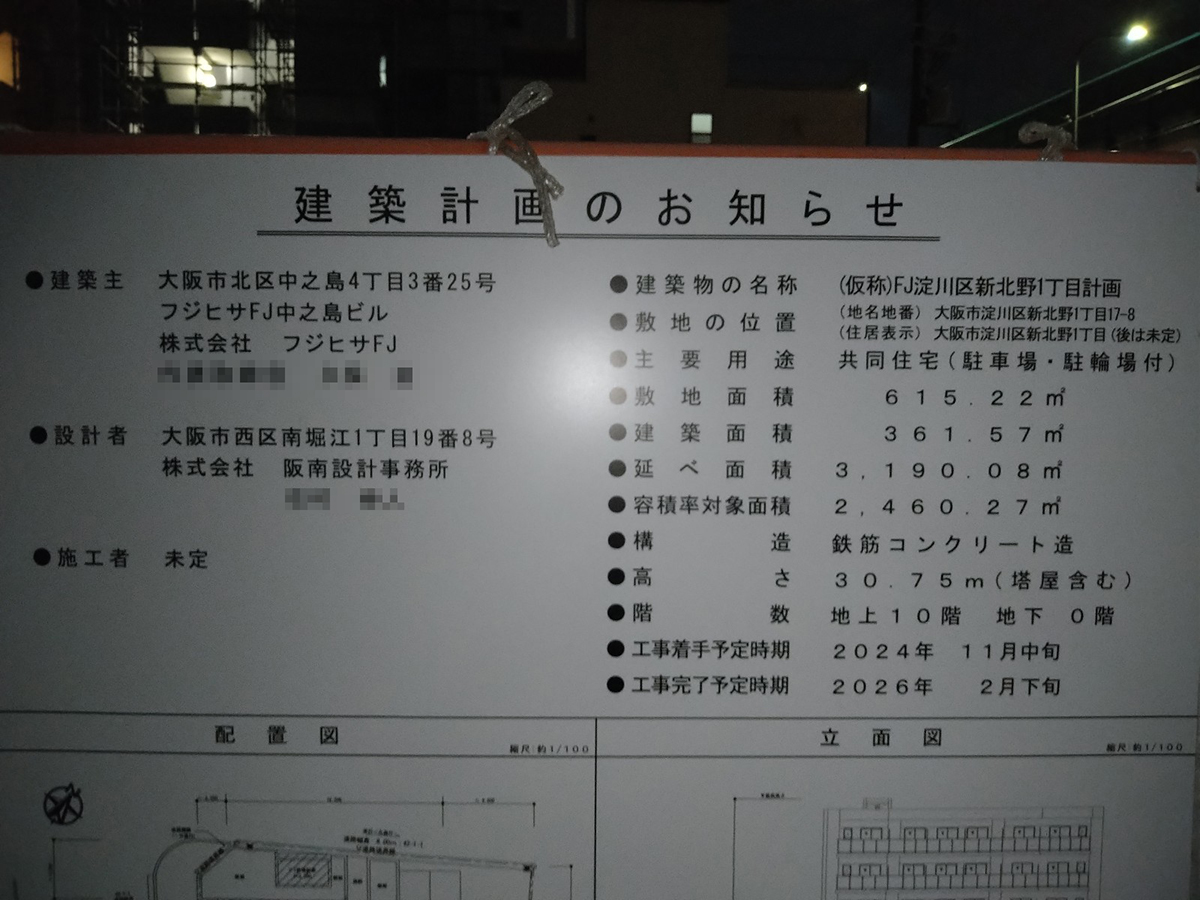 建築計画のお知らせ
●建築主 大阪市北区中之島4丁目3番25号
フジヒサFJ中之島ビル
株式会社 フジヒサFJ
●設計者 大阪市西区南堀江1丁目19番8号
株式会社 阪南設計事務所
●施工者 未定
●建築物の名称 (仮称)FJ淀川区新北野1丁目計画
●敷地の位置 (地名地番) 大阪市淀川区新北野1丁目17-8
(住居表示) 大阪市淀川区新北野1丁目(後は未定)
●主要用途 共同住宅(駐車場・駐輪場付)
●敷地面積 615.22㎡
●建築面積 361.57㎡
●延べ面積 3,190.08㎡
●容積率対象面積 2,460.27㎡
●構造 鉄筋コンクリート造
●高さ 30.75m(塔屋含む)
●階数 地上10階 地下 0階
●工事着手予定時期 2024年 11月中旬
●工事完了予定時期 2026年 2月下旬
配置図
縮尺:約1/100
立面図
縮尺:約1/100